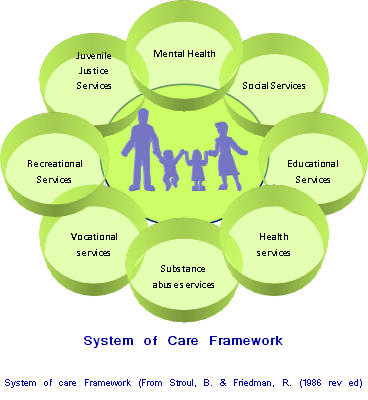 Mental Health
Juvenile
Justice
Services
Social Services
Recreational
Services
Educational
Services
Vocational
services
Health
services
Substance
abuse services
System of Care Framework
System of care Framework (From Stroul, B. & Friedman, R. (1986 rev ed)